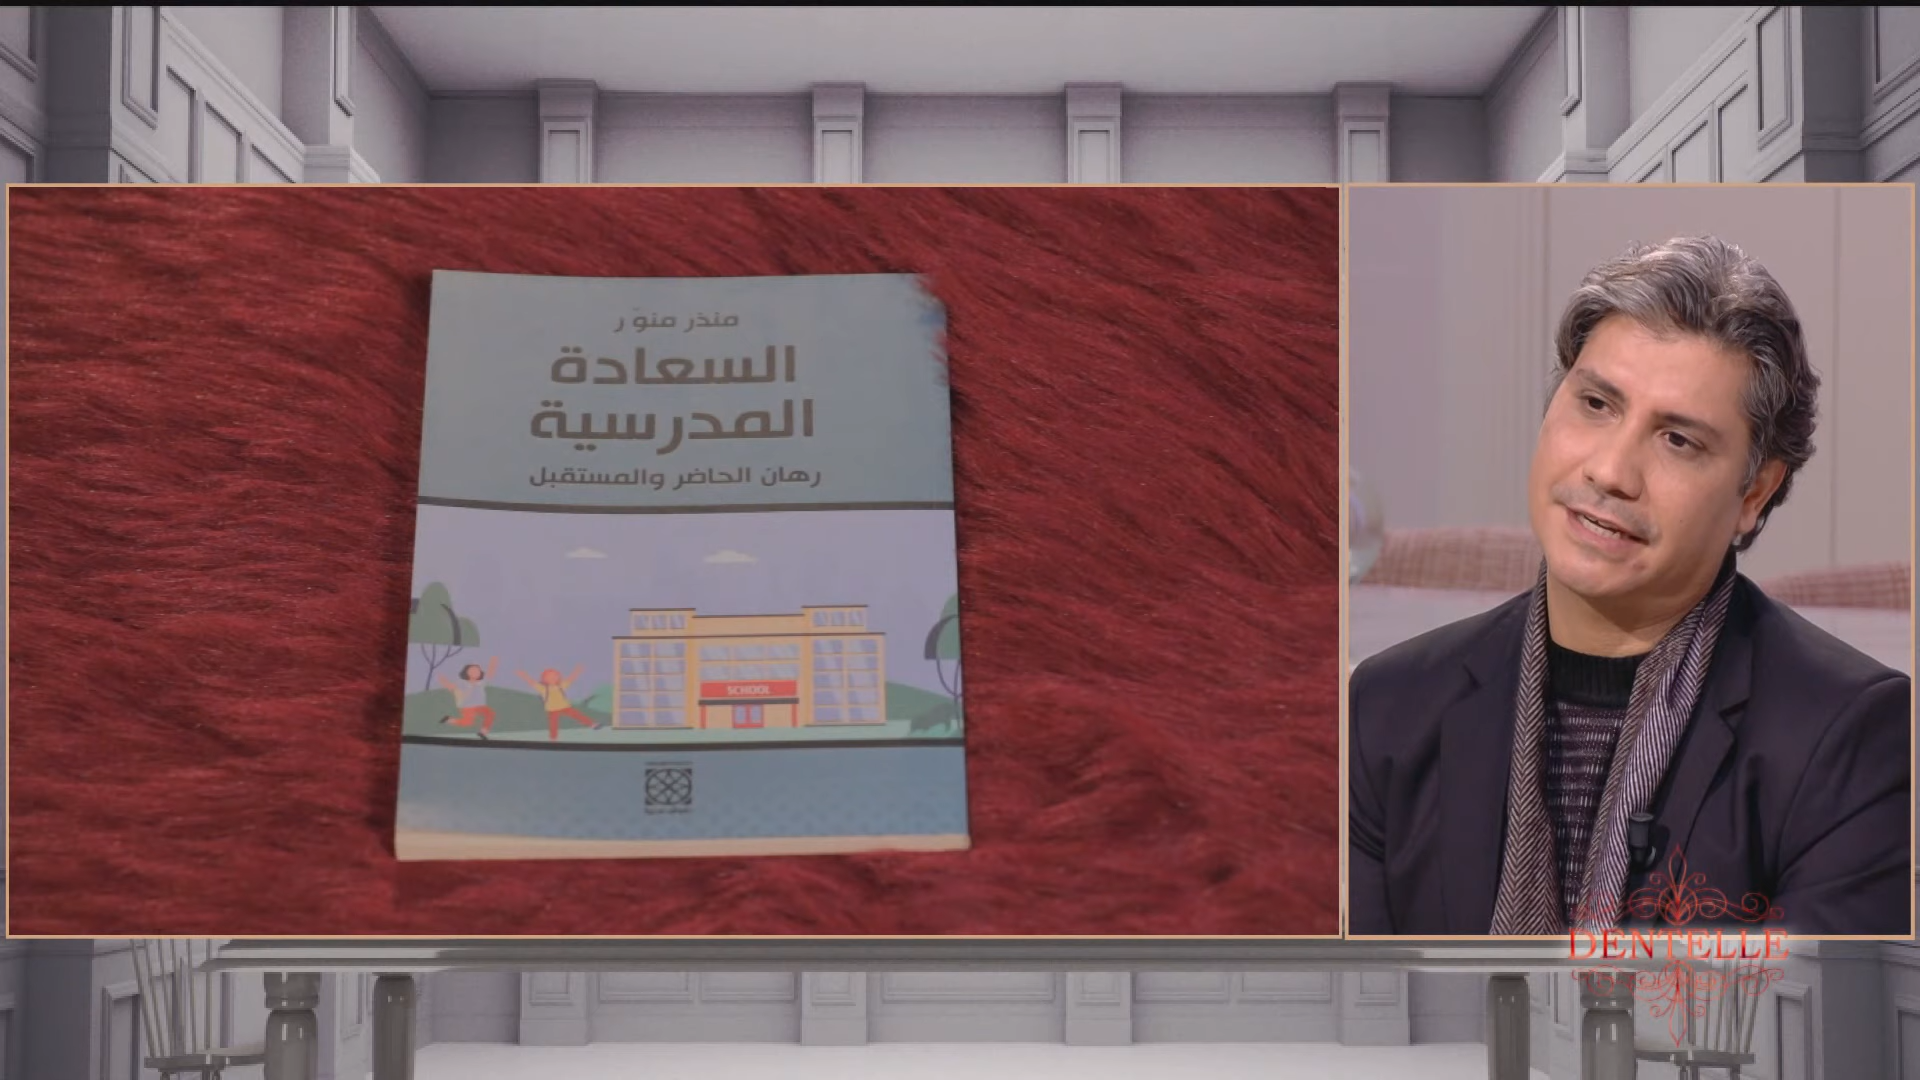 منذر منوّر
السعادة
المدرسية
رهان الحاضر والمستقبل
SCHOOL
DENTELLE